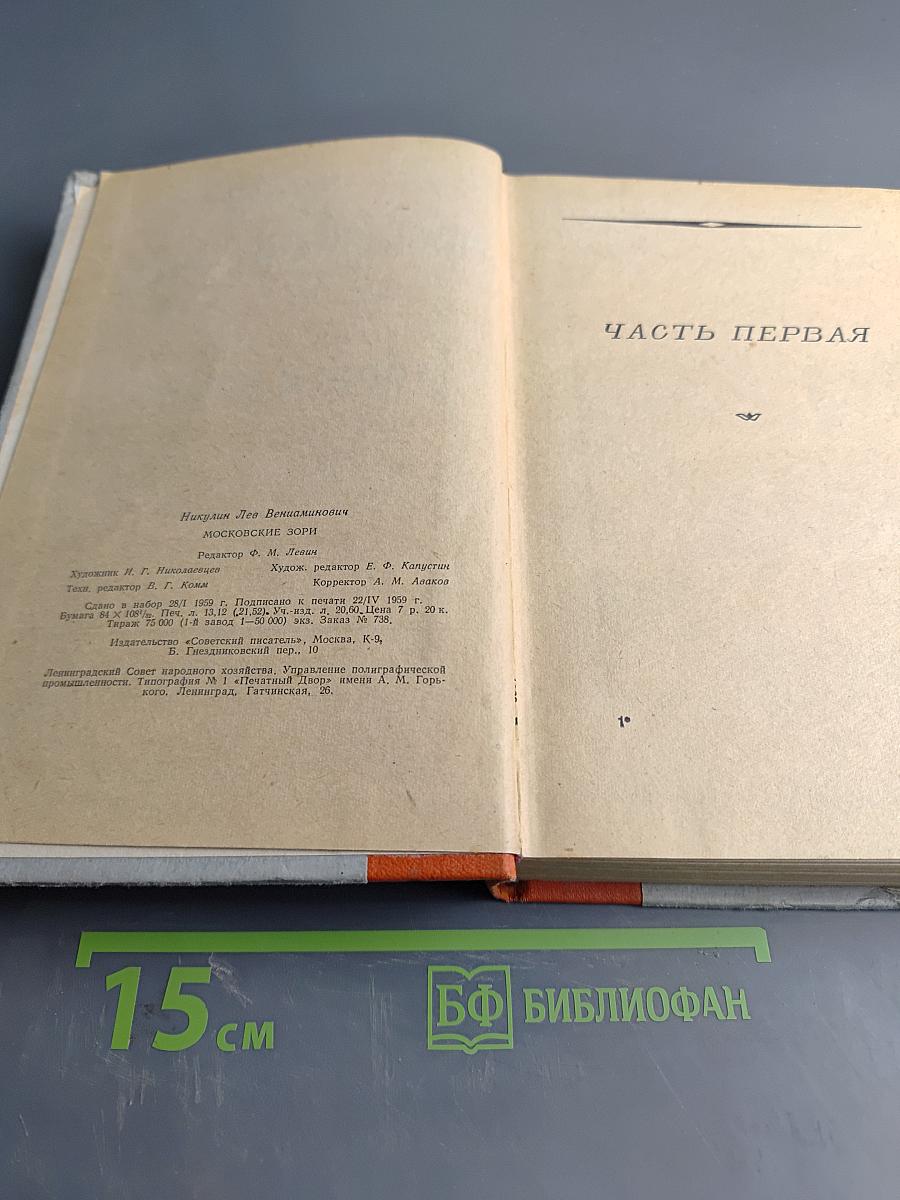 Никулин Лев Вениаминович
МОСКОВСКИЕ ЗОРИ
Редактор Ф. М. Левин
Художник И. Г. Николаевцев Худож. редактор Е. Ф. Капустин
Техн. редактор В. Г. Комм Корректор А. М. Аваков
Сдано в набор 28/I 1959 г. Подписано к печати 22/IV 1959 г.
Бумага 84 × 108¹/₃₂. Печ. л. 13,12 (21,52). Уч.-изд. л. 20,60. Цена 7 р. 20 к.
Тираж 75 000 (1-й завод 1—50 000) экз. Заказ № 738.
Издательство «Советский писатель», Москва, К-9,
Б. Гнездниковский пер., 10
Ленинградский Совет народного хозяйства. Управление полиграфической
промышленности. Типография № 1 «Печатный Двор» имени А. М. Горь-
кого. Ленинград, Гатчинская, 26.
ЧАСТЬ ПЕРВАЯ
1*
15 см
БФ БИБЛИОФАН